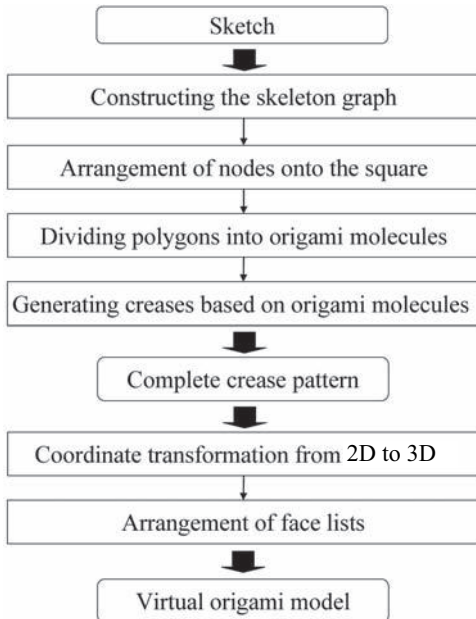 Sketch
Constructing the skeleton graph
Arrangement of nodes onto the square
Dividing polygons into origami molecules
Generating creases based on origami molecules
Complete crease pattern
Coordinate transformation from 2D to 3D
Arrangement of face lists
Virtual origami model